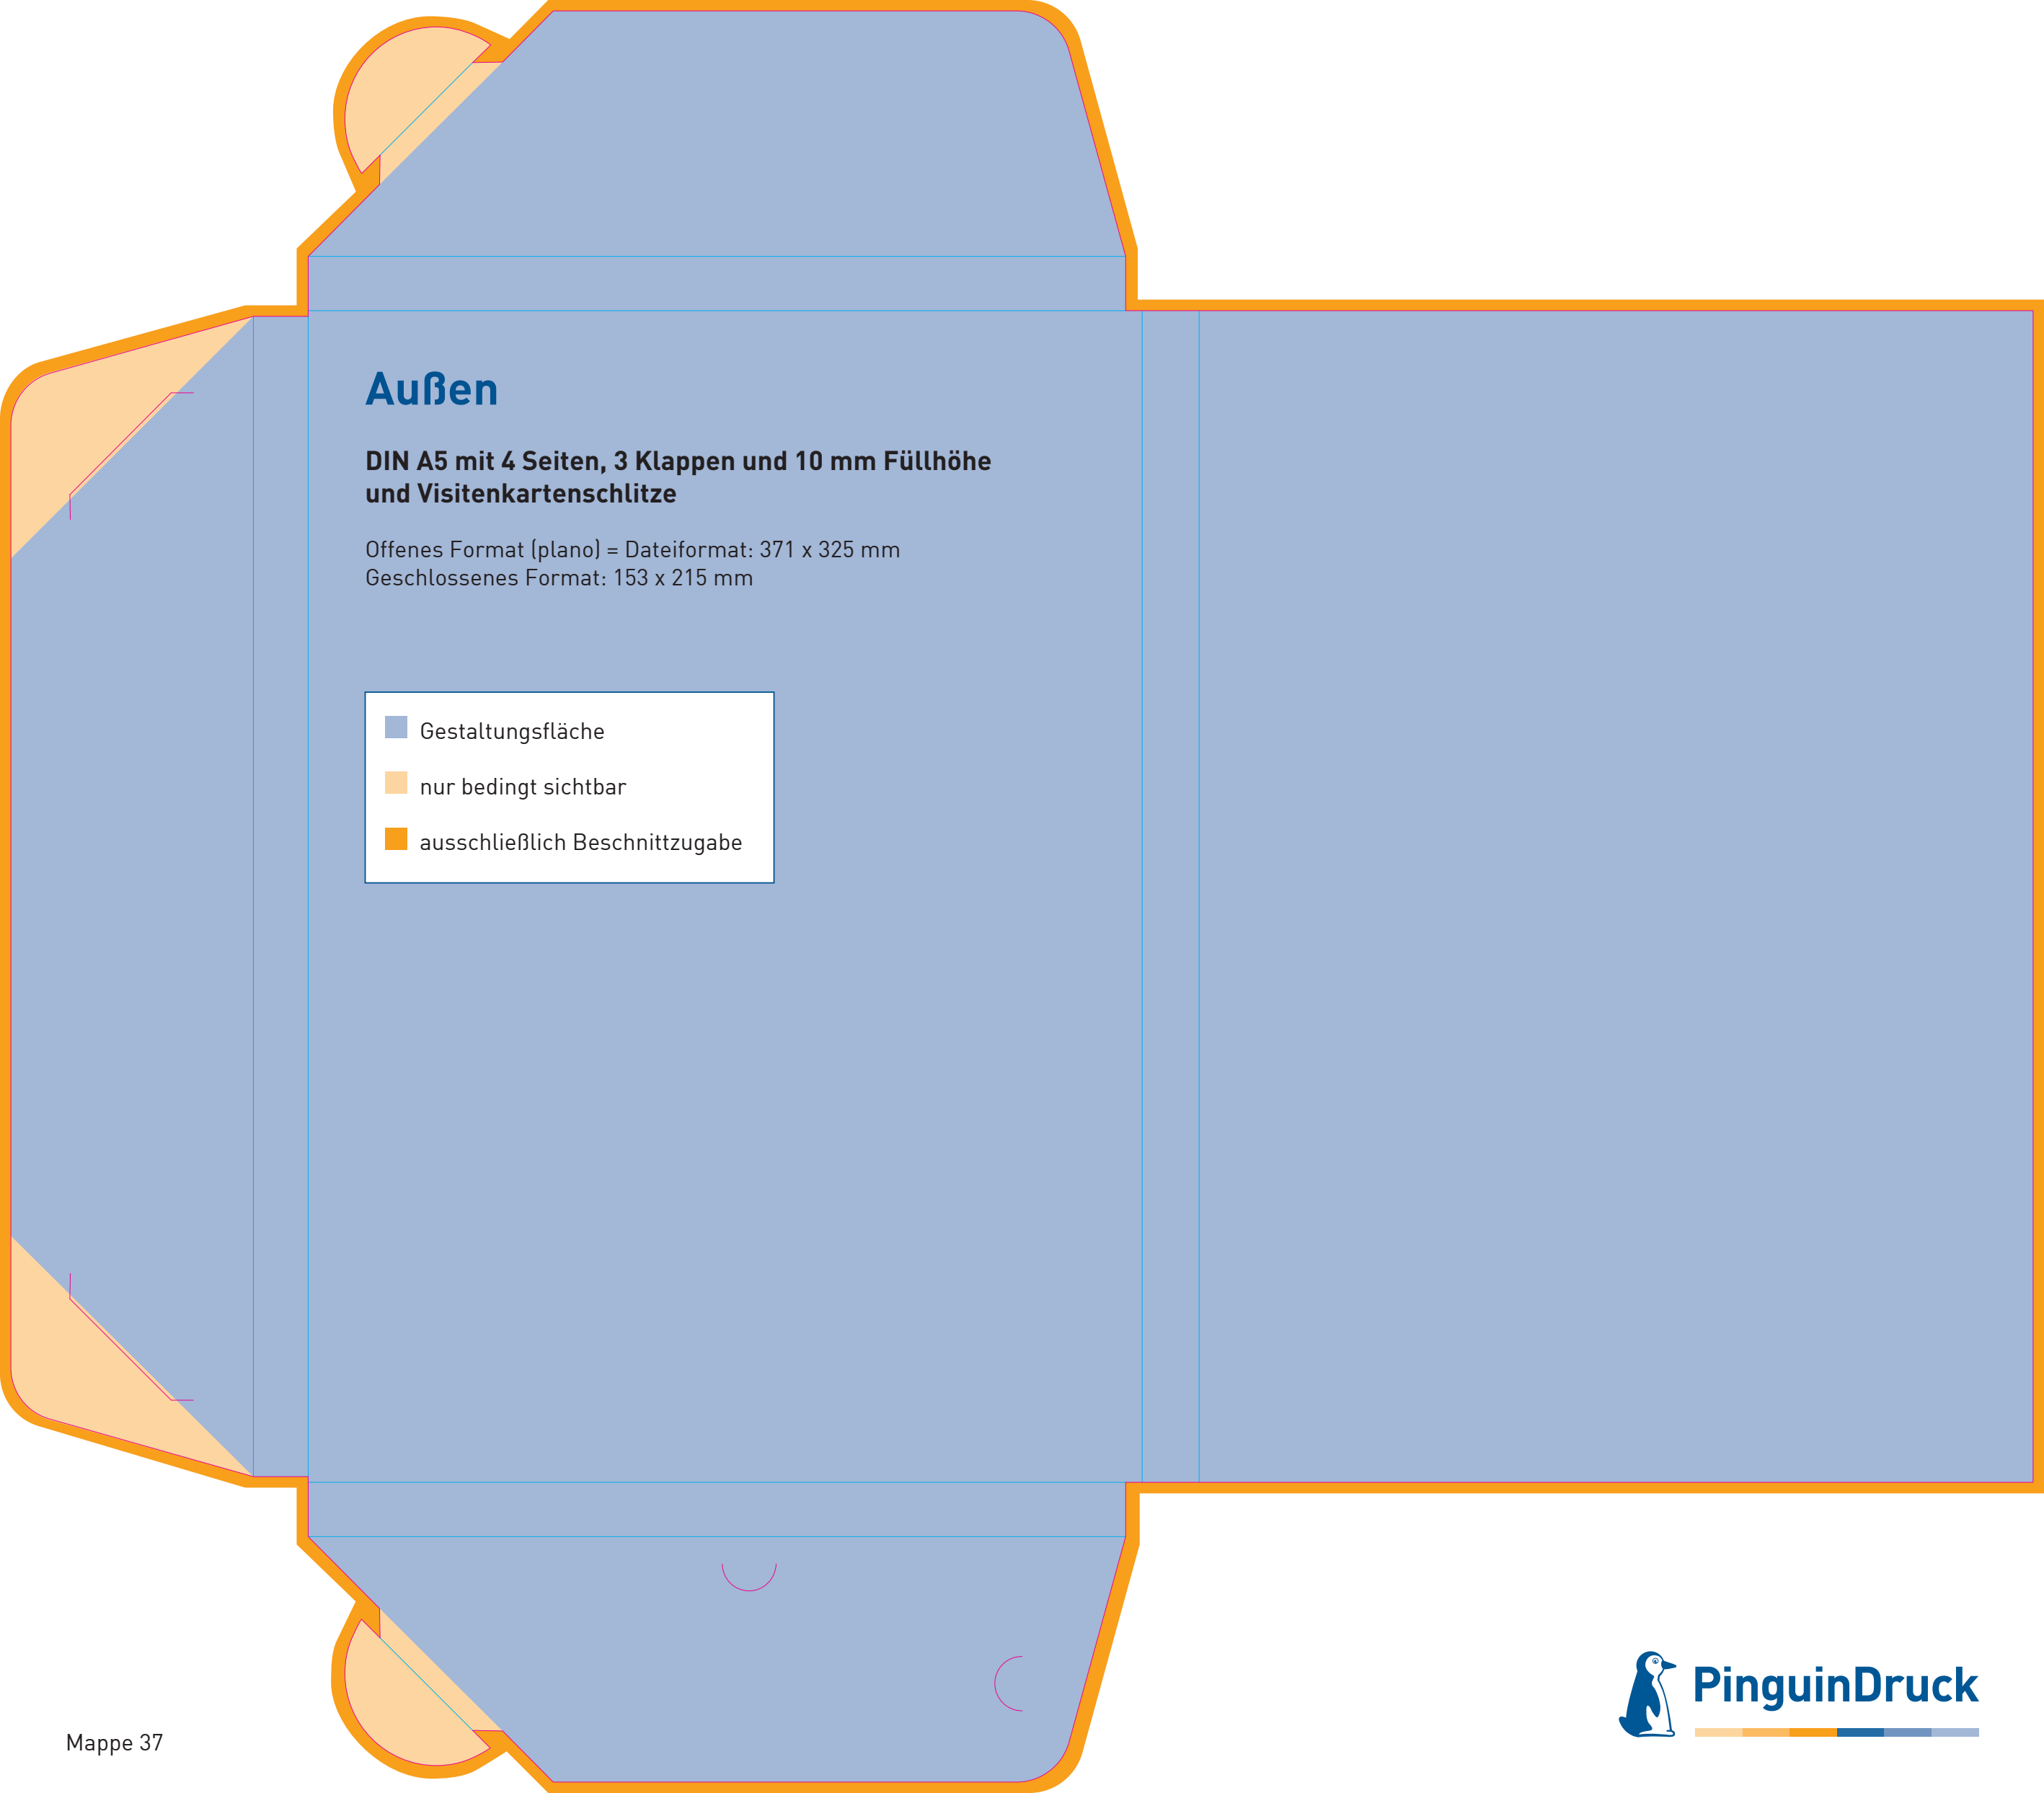 Außen
DIN A5 mit 4 Seiten, 3 Klappen und 10 mm Füllhöhe
und Visitenkartenschlitze
Offenes Format (plano) = Dateiformat: 371 x 325 mm
Geschlossenes Format: 153 x 215 mm
Gestaltungsfläche
nur bedingt sichtbar
ausschließlich Beschnittzugabe
PinguinDruck
Mappe 37